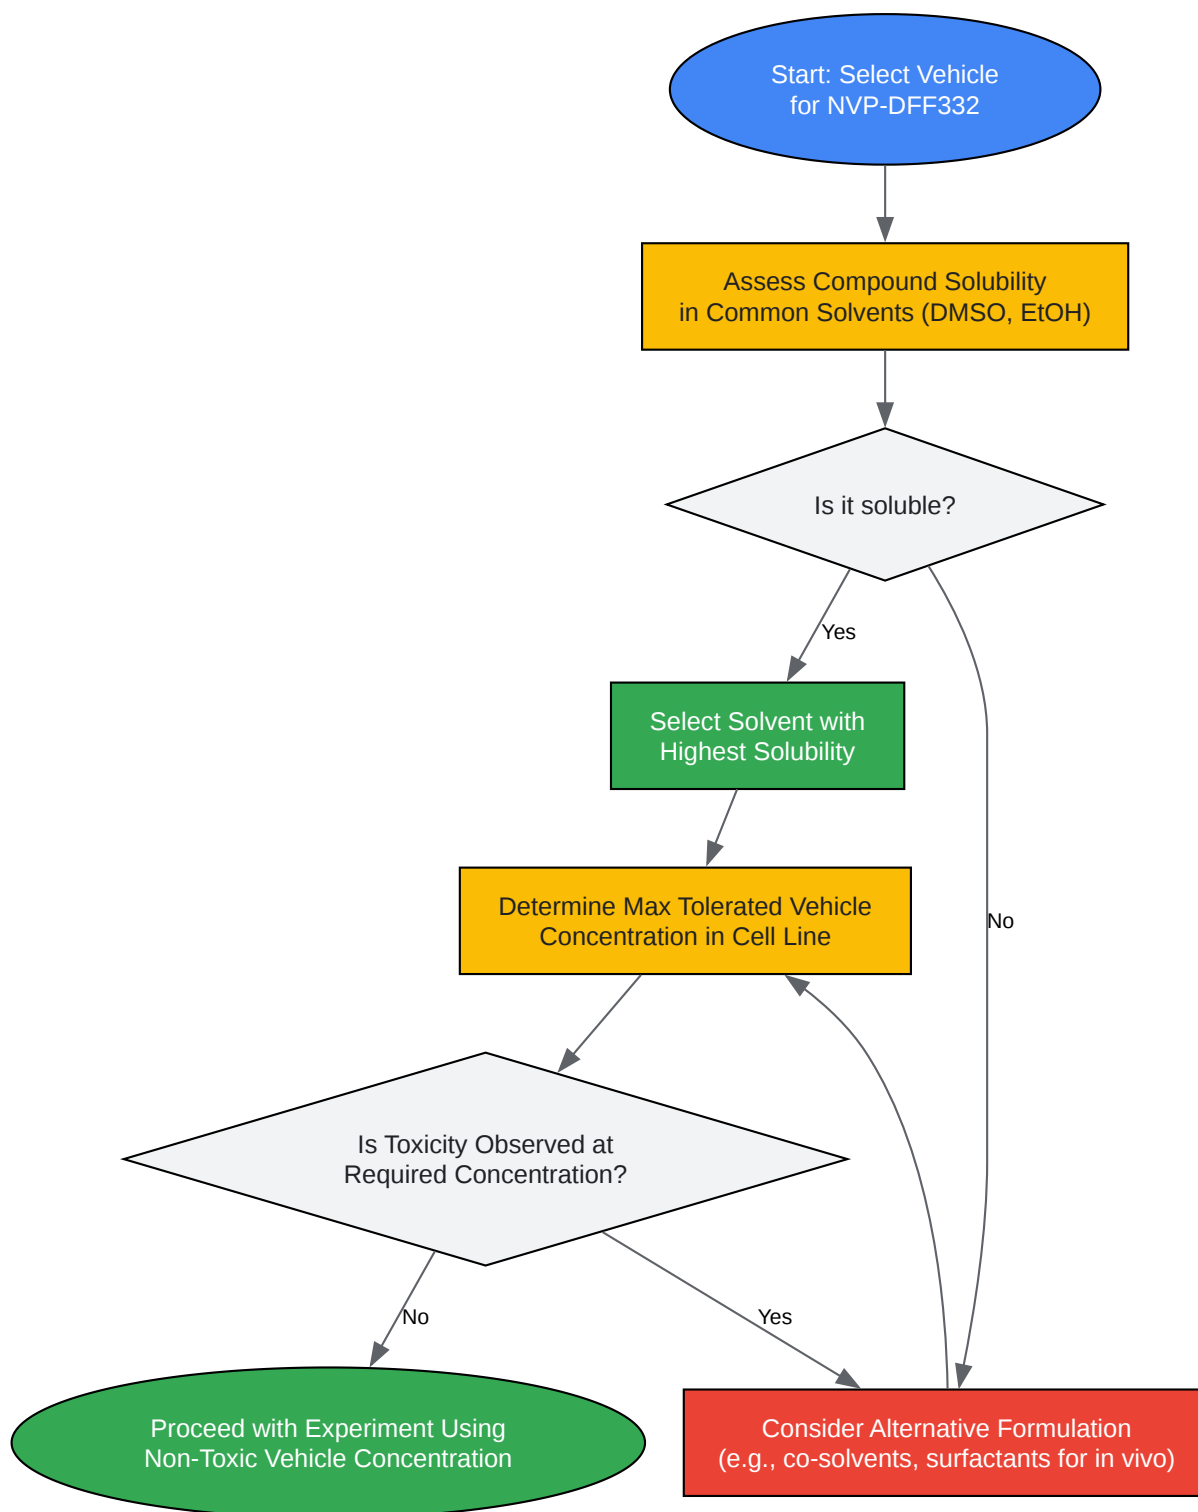 Start: Select Vehicle
for NVP-DFF332
Assess Compound Solubility
in Common Solvents (DMSO, EtOH)
Is it soluble?
Yes
Select Solvent with
Highest Solubility
Determine Max Tolerated Vehicle
Concentration in Cell Line
No
Is Toxicity Observed at
Required Concentration?
No
Yes
Proceed with Experiment Using
Non-Toxic Vehicle Concentration
Consider Alternative Formulation
(e.g., co-solvents, surfactants for in vivo)